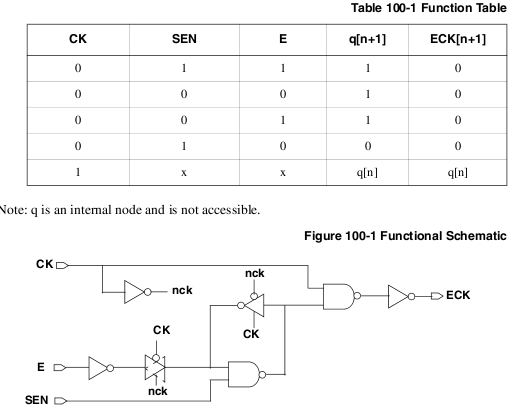 Table 100-1 Function Table
CK SEN E q[n+1] ECK[n+1]
0 1 1 1 0
0 0 0 1 0
0 0 1 1 0
0 1 0 0 0
1 x x q[n] q[n]
Note: q is an internal node and is not accessible.
Figure 100-1 Functional Schematic
CK
nck
nck
ECK
CK
CK
E
nck
SEN